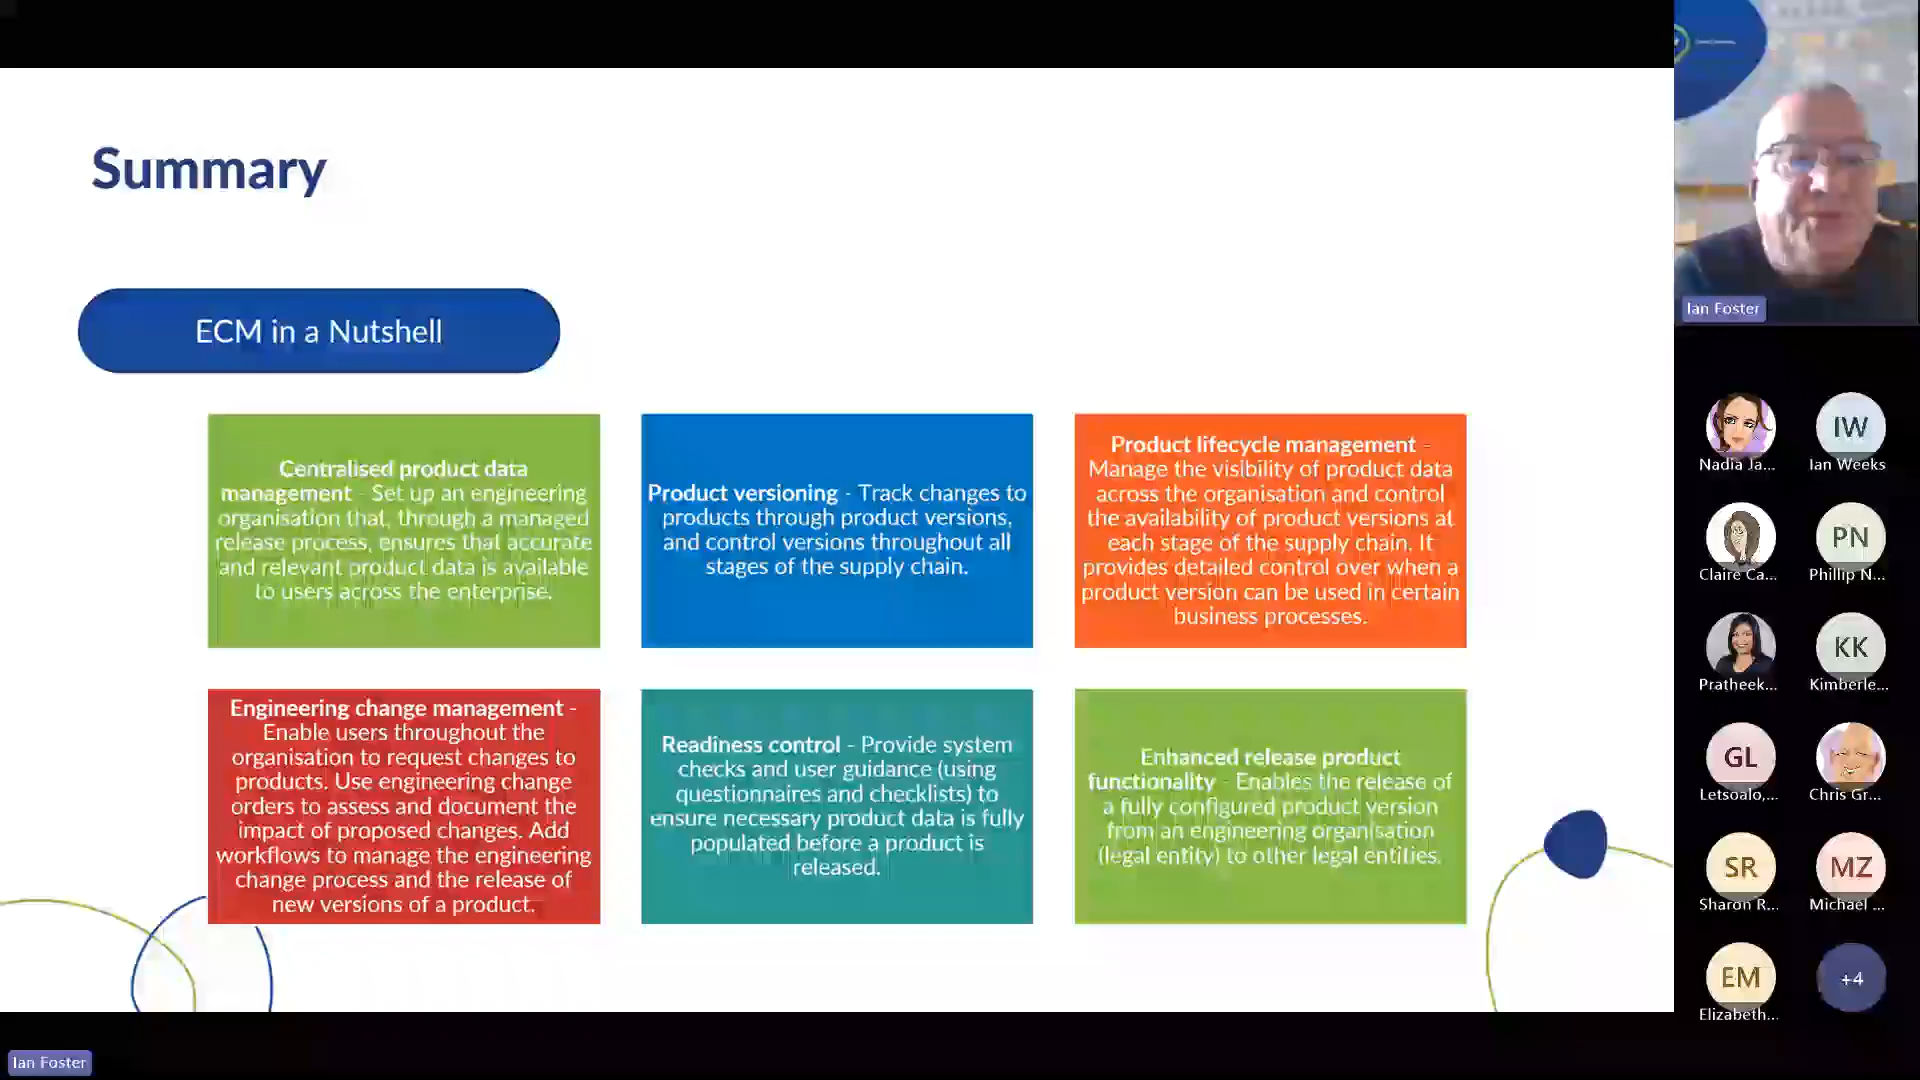 Summary
ECM in a Nutshell
Centralised product data
management - Set up an engineering
organisation that, through a managed
release process, ensures that accurate
and relevant product data is available
to users across the enterprise.
Product versioning - Track changes to
products through product versions,
and control versions throughout all
stages of the supply chain.
Product lifecycle management -
Manage the visibility of product data
across the organisation and control
the availability of product versions at
each stage of the supply chain. It
provides detailed control over when a
product version can be used in certain
business processes.
Engineering change management -
Enable users throughout the
organisation to request changes to
products. Use engineering change
orders to assess and document the
impact of proposed changes. Add
workflows to manage the engineering
change process and the release of
new versions of a product.
Readiness control - Provide system
checks and user guidance (using
questionnaires and checklists) to
ensure necessary product data is fully
populated before a product is
released.
Enhanced release product
functionality - Enables the release of
a fully configured product version
from an engineering organisation
(legal entity) to other legal entities.
Ian Foster
Nadia Ja...
IW
Ian Weeks
Claire Ca...
PN
Phillip N...
Pratheek...
KK
Kimberle...
GL
Letsoalo,...
Chris Gr...
SR
Sharon R...
MZ
Michael ...
EM
Elizabeth...
+4
Ian Foster